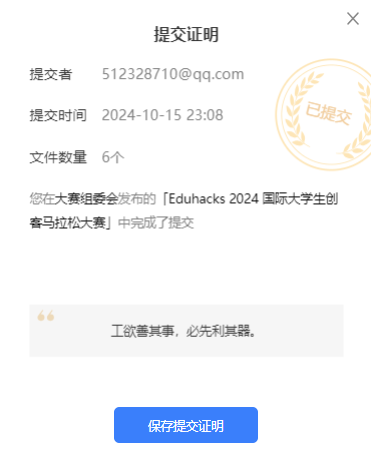 提交证明
提交者 512328710@qq.com
提交时间 2024-10-15 23:08
已提交
文件数量 6个
您在大赛组委会发布的「Eduhacks 2024 国际大学生创
客马拉松大赛」中完成了提交
工欲善其事，必先利其器。
保存提交证明